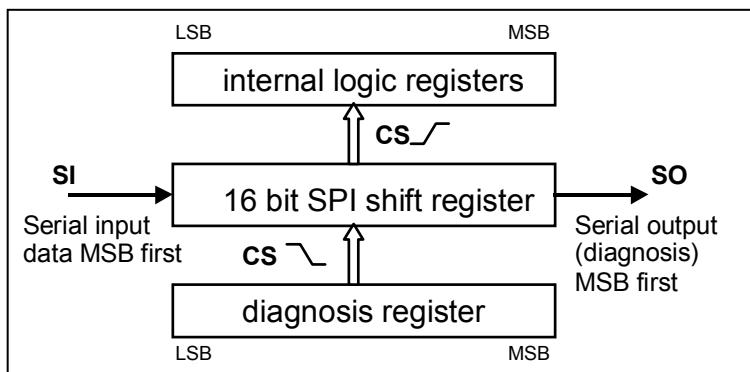 LSB MSB
internal logic registers
CS
SI
SO
16 bit SPI shift register
Serial input
data MSB first
Serial output
(diagnosis)
MSB first
CS
diagnosis register
LSB MSB